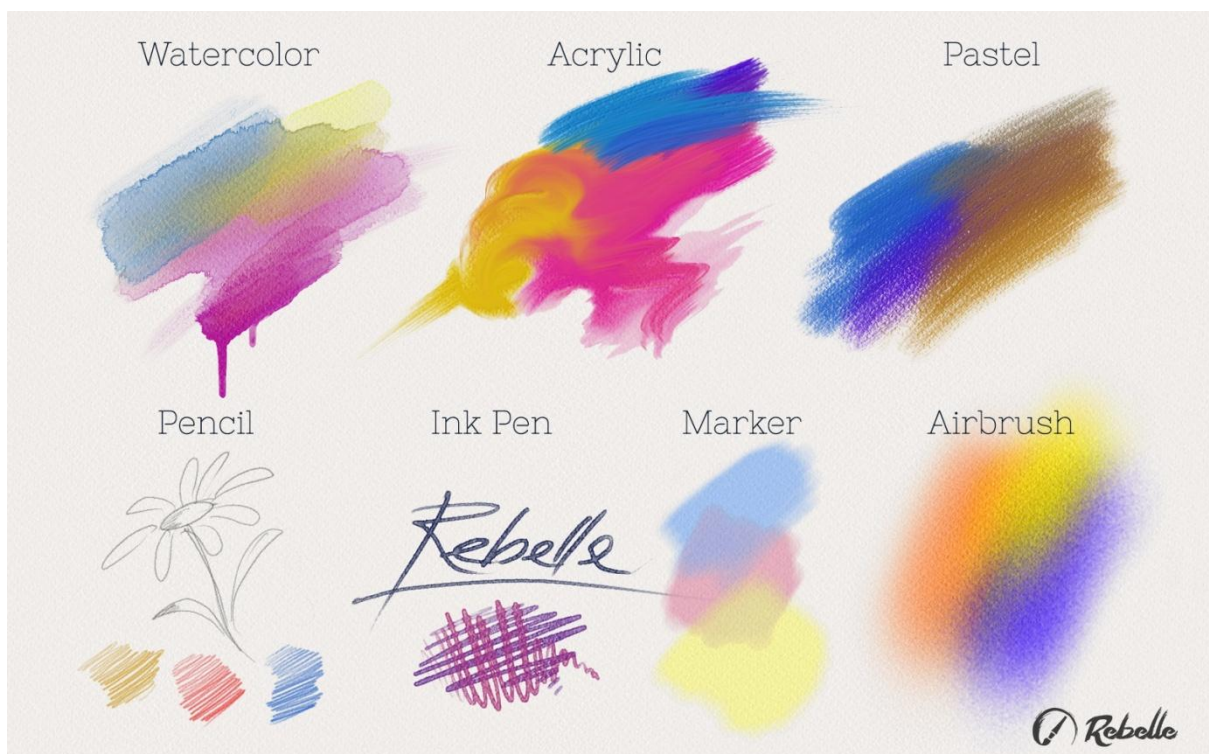 Watercolor
Acrylic
Pastel
Pencil
Ink Pen
Marker
Airbrush
Rebelle
Rebelle